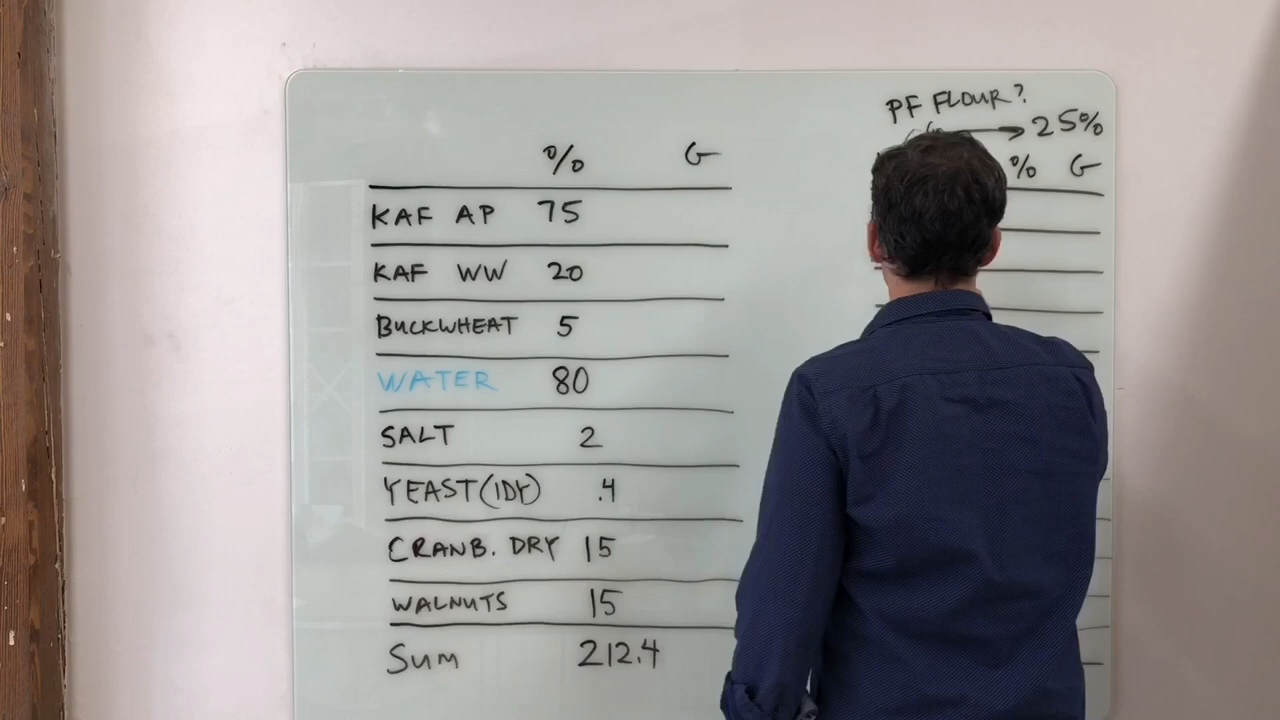 % G
KAF AP 75
KAF WW 20
BUCKWHEAT 5
WATER 80
SALT 2
YEAST(IDY) .4
CRANB. DRY 15
WALNUTS 15
SUM 212.4
PF FLOUR?
→ 25%
% G